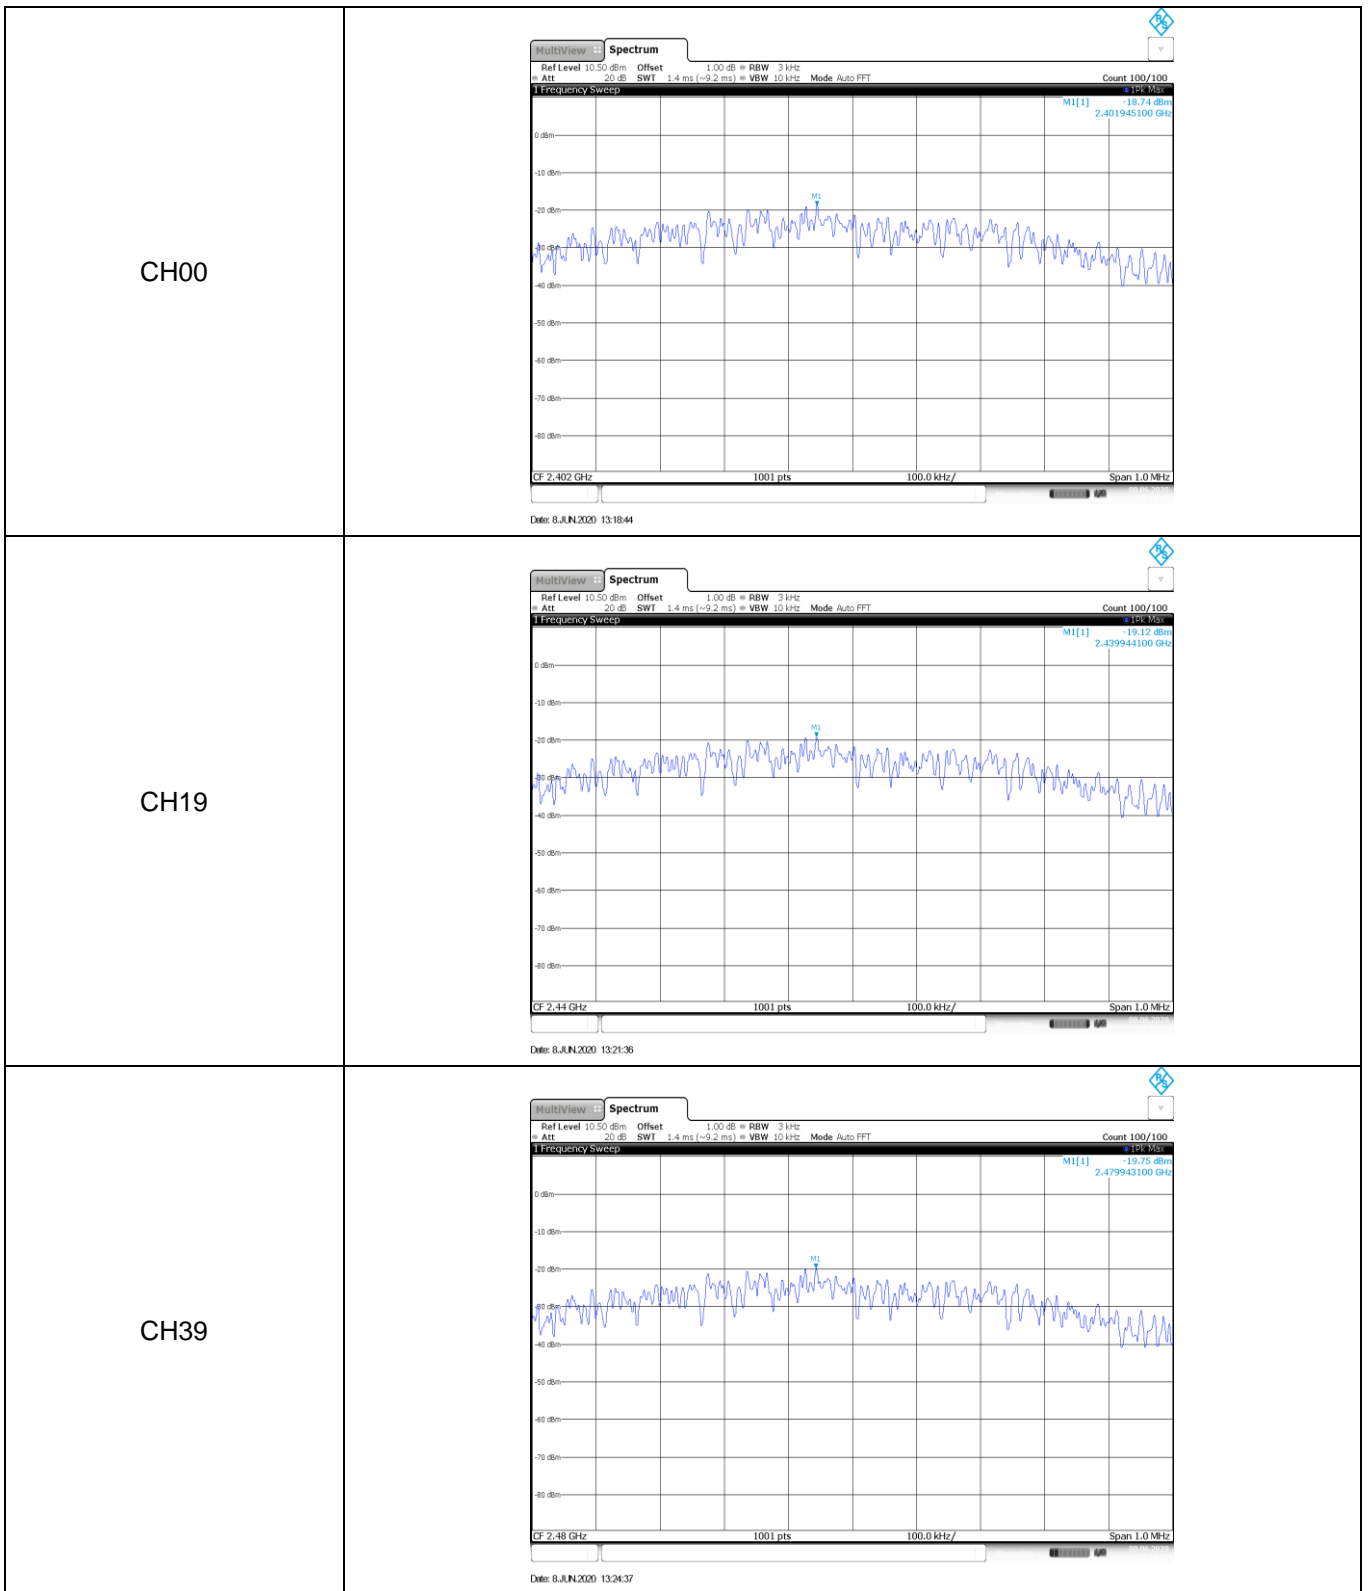 CH00
MultiView Spectrum
Ref Level 10.50 dBm Offset 1.00 dB RBW 3 kHz
Att 20 dB SWT 1.4 ms (~9.2 ms) VBW 10 kHz Mode Auto FFT Count 100/100
1 Frequency Sweep 1Pk Max
M1[1] -18.74 dBm
2.401945100 GHz
0 dBm
-10 dBm
M1
-20 dBm
-30 dBm
-40 dBm
-50 dBm
-60 dBm
-70 dBm
-80 dBm
CF 2.402 GHz 1001 pts 100.0 kHz/ Span 1.0 MHz
Date: 8.JUN.2020 13:18:44
CH19
MultiView Spectrum
Ref Level 10.50 dBm Offset 1.00 dB RBW 3 kHz
Att 20 dB SWT 1.4 ms (~9.2 ms) VBW 10 kHz Mode Auto FFT Count 100/100
1 Frequency Sweep 1Pk Max
M1[1] -19.12 dBm
2.439944100 GHz
0 dBm
-10 dBm
M1
-20 dBm
-30 dBm
-40 dBm
-50 dBm
-60 dBm
-70 dBm
-80 dBm
CF 2.44 GHz 1001 pts 100.0 kHz/ Span 1.0 MHz
Date: 8.JUN.2020 13:21:36
CH39
MultiView Spectrum
Ref Level 10.50 dBm Offset 1.00 dB RBW 3 kHz
Att 20 dB SWT 1.4 ms (~9.2 ms) VBW 10 kHz Mode Auto FFT Count 100/100
1 Frequency Sweep 1Pk Max
M1[1] -19.75 dBm
2.479943100 GHz
0 dBm
-10 dBm
M1
-20 dBm
-30 dBm
-40 dBm
-50 dBm
-60 dBm
-70 dBm
-80 dBm
CF 2.48 GHz 1001 pts 100.0 kHz/ Span 1.0 MHz
Date: 8.JUN.2020 13:24:37